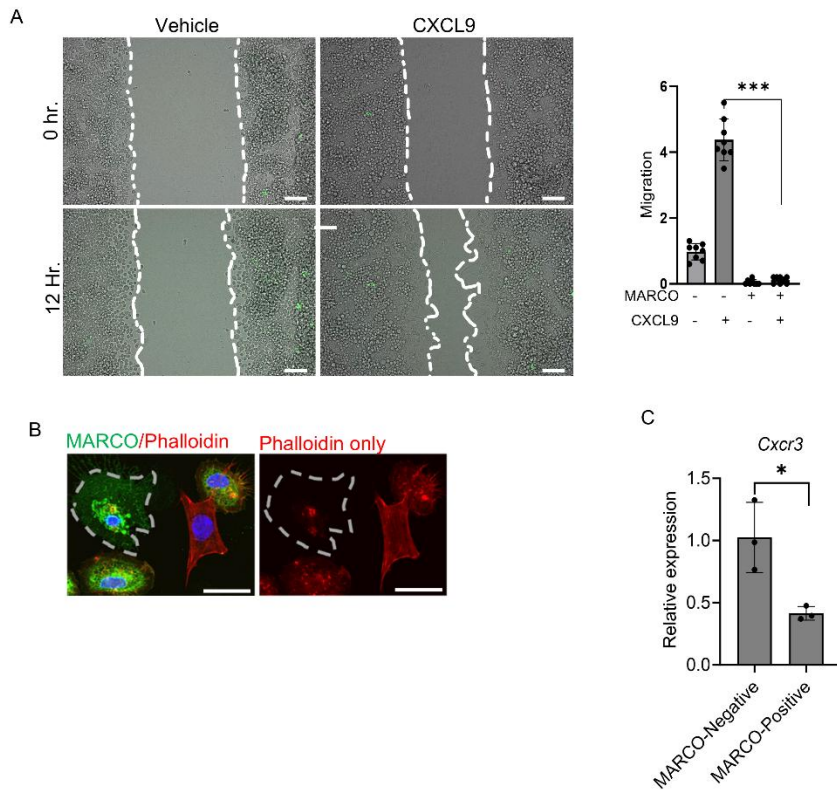 A
Vehicle
CXCL9
0 hr.
12 Hr.
Migration
6
4
2
0
***
MARCO - - + +
CXCL9 - + - +
B
MARCO/Phalloidin
Phalloidin only
C
Cxcr3
Relative expression
1.5
1.0
0.5
0.0
*
MARCO-Negative
MARCO-Positive